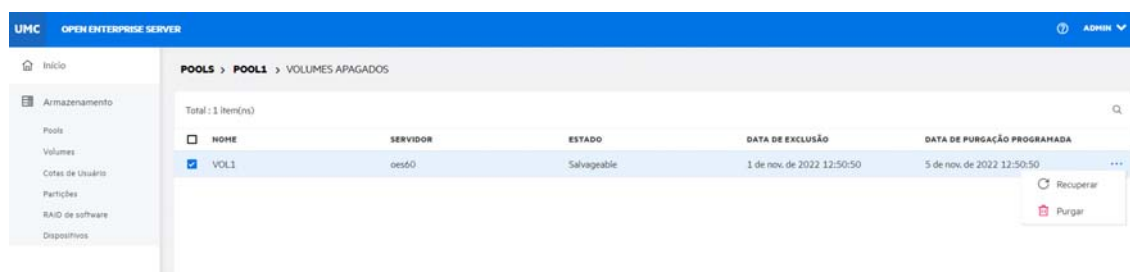 UMC OPEN ENTERPRISE SERVER ADMIN
Início
POOLS > POOL1 > VOLUMES APAGADOS
Armazenamento
Total : 1 item(ns)
Pools
NOME SERVIDOR ESTADO DATA DE EXCLUSÃO DATA DE PURGAÇÃO PROGRAMADA
Volumes
VOL1 oes60 Salvageable 1 de nov. de 2022 12:50:50 5 de nov. de 2022 12:50:50 ...
Cotas de Usuário
Recuperar
Partições
RAID de software
Purgar
Dispositivos